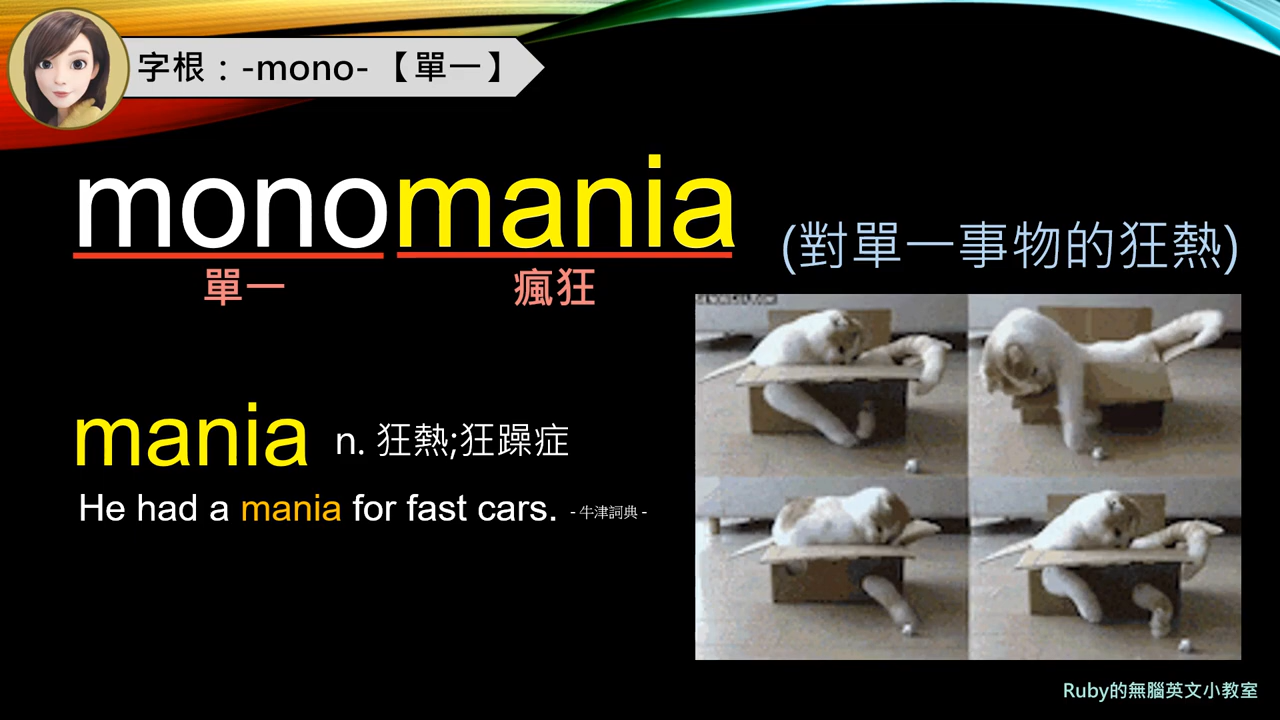 字根：-mono- 【單一】
monomania (對單一事物的狂熱)
單一 瘋狂
mania n. 狂熱;狂躁症
He had a mania for fast cars. - 牛津詞典 -
Ruby的無腦英文小教室